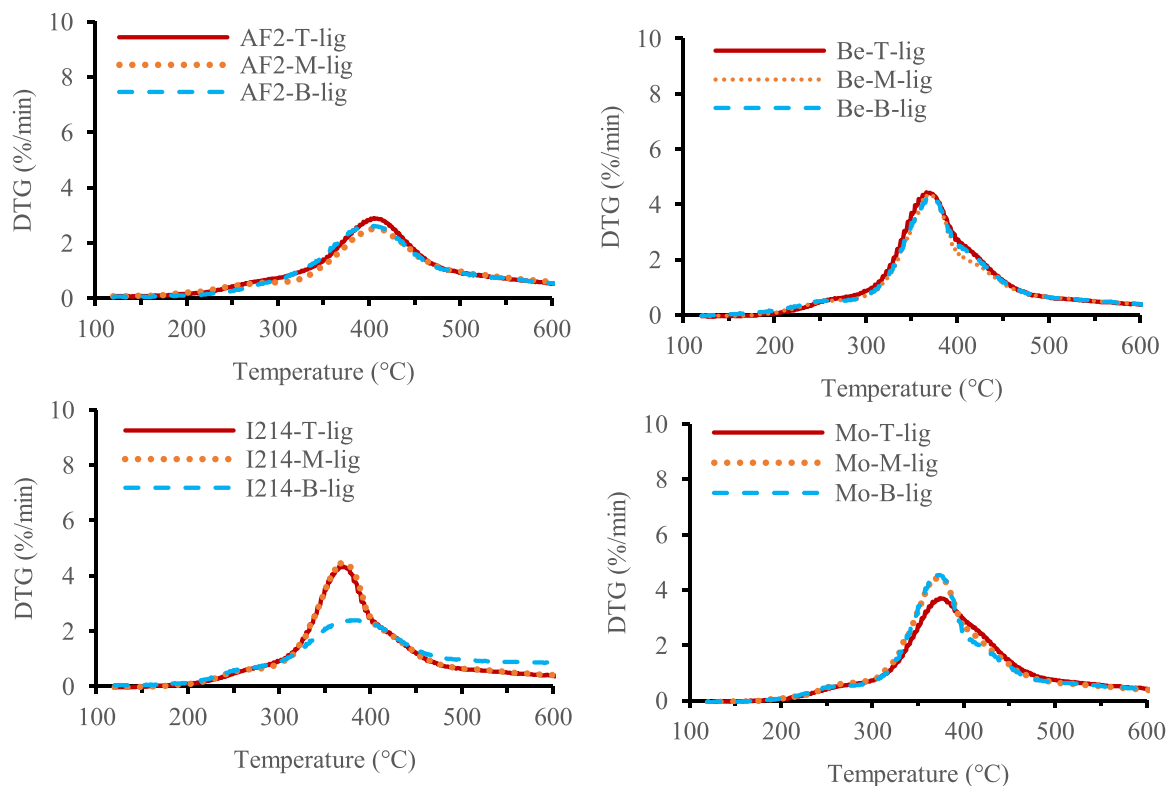 10
8
6
4
2
0
DTG (%/min)
AF2-T-lig
AF2-M-lig
AF2-B-lig
100 200 300 400 500 600
Temperature (°C)
10
8
6
4
2
0
DTG (%/min)
Be-T-lig
Be-M-lig
Be-B-lig
100 200 300 400 500 600
Temperature (°C)
10
8
6
4
2
0
DTG (%/min)
I214-T-lig
I214-M-lig
I214-B-lig
100 200 300 400 500 600
Temperature (°C)
10
8
6
4
2
0
DTG (%/min)
Mo-T-lig
Mo-M-lig
Mo-B-lig
100 200 300 400 500 600
Temperature (°C)